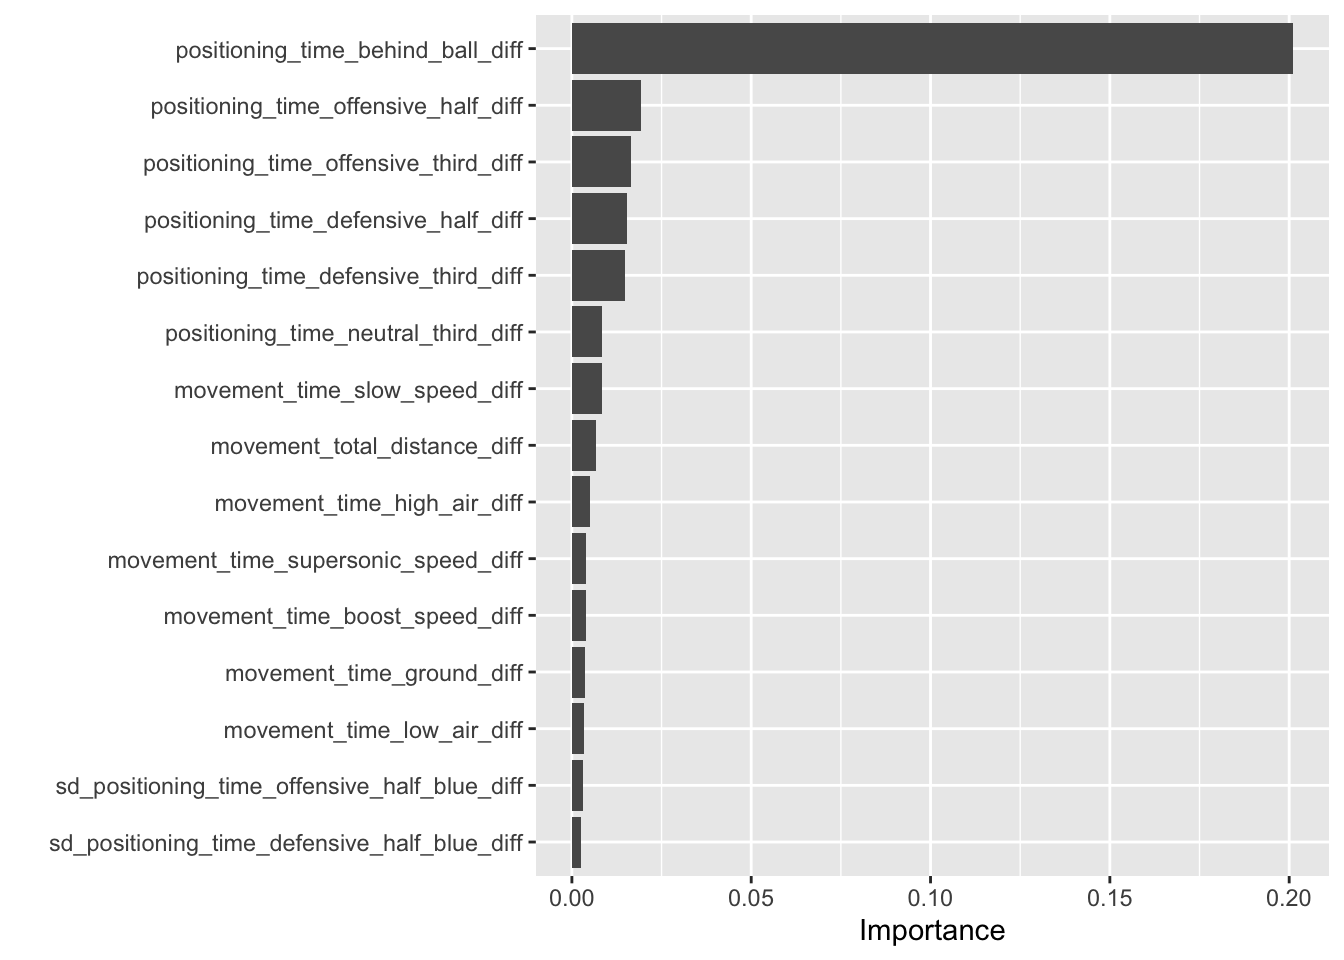 positioning_time_behind_ball_diff
positioning_time_offensive_half_diff
positioning_time_offensive_third_diff
positioning_time_defensive_half_diff
positioning_time_defensive_third_diff
positioning_time_neutral_third_diff
movement_time_slow_speed_diff
movement_total_distance_diff
movement_time_high_air_diff
movement_time_supersonic_speed_diff
movement_time_boost_speed_diff
movement_time_ground_diff
movement_time_low_air_diff
sd_positioning_time_offensive_half_blue_diff
sd_positioning_time_defensive_half_blue_diff
0.00 0.05 0.10 0.15 0.20
Importance